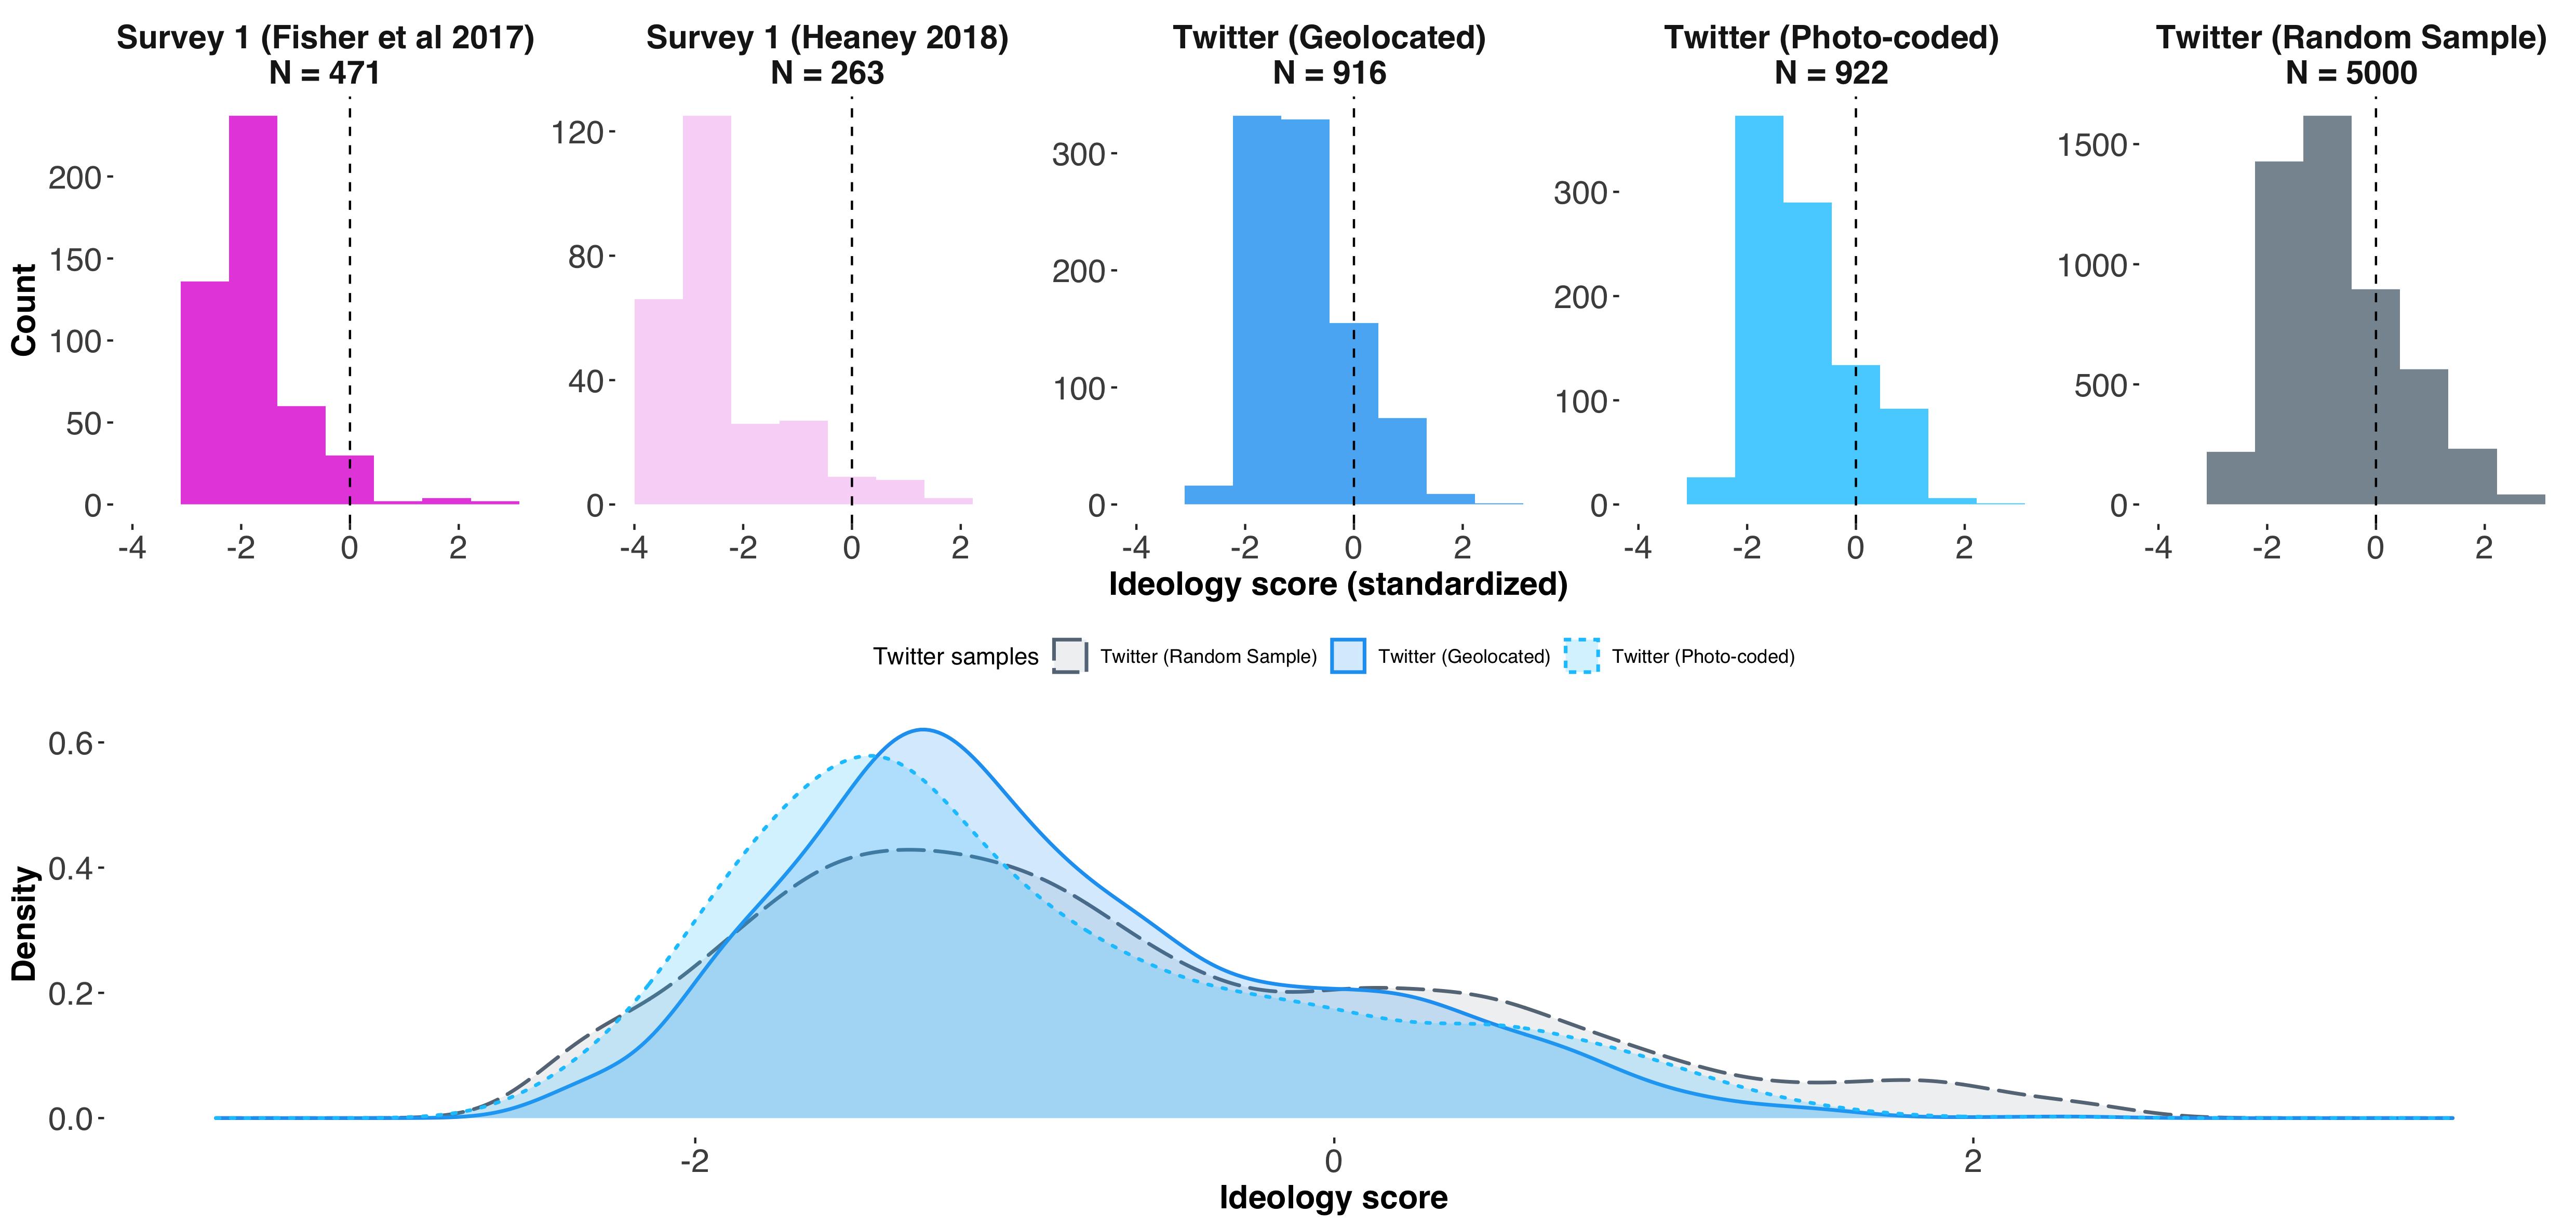 Survey 1 (Fisher et al 2017)
N = 471
Survey 1 (Heaney 2018)
N = 263
Twitter (Geolocated)
N = 916
Twitter (Photo-coded)
N = 922
Twitter (Random Sample)
N = 5000
Count
200
150
100
50
0
-4 -2 0 2
120
80
40
0
-4 -2 0 2
300
200
100
0
-4 -2 0 2
300
200
100
0
-4 -2 0 2
1500
1000
500
0
-4 -2 0 2
Ideology score (standardized)
Twitter samples Twitter (Random Sample) Twitter (Geolocated) Twitter (Photo-coded)
Density
0.6
0.4
0.2
0.0
-2 0 2
Ideology score